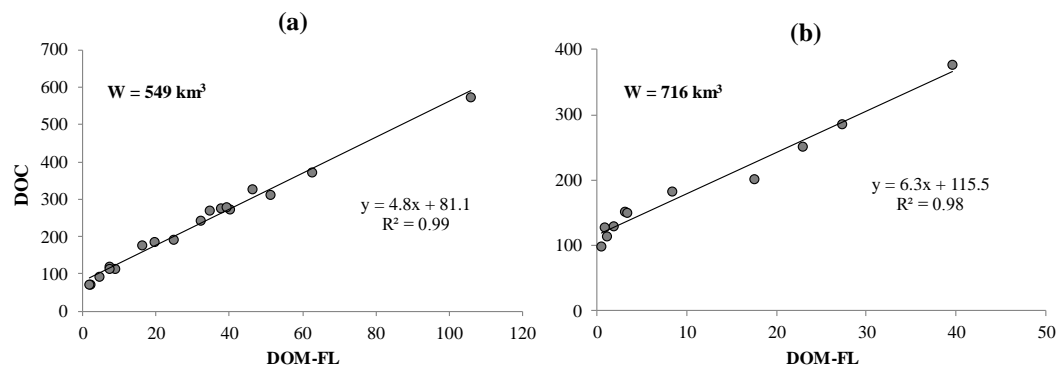 (a)
700
600
500
400
300
200
100
0
DOC
W = 549 km³
y = 4.8x + 81.1
R² = 0.99
0 20 40 60 80 100 120
DOM-FL
(b)
400
300
200
100
0
W = 716 km³
y = 6.3x + 115.5
R² = 0.98
0 10 20 30 40 50
DOM-FL